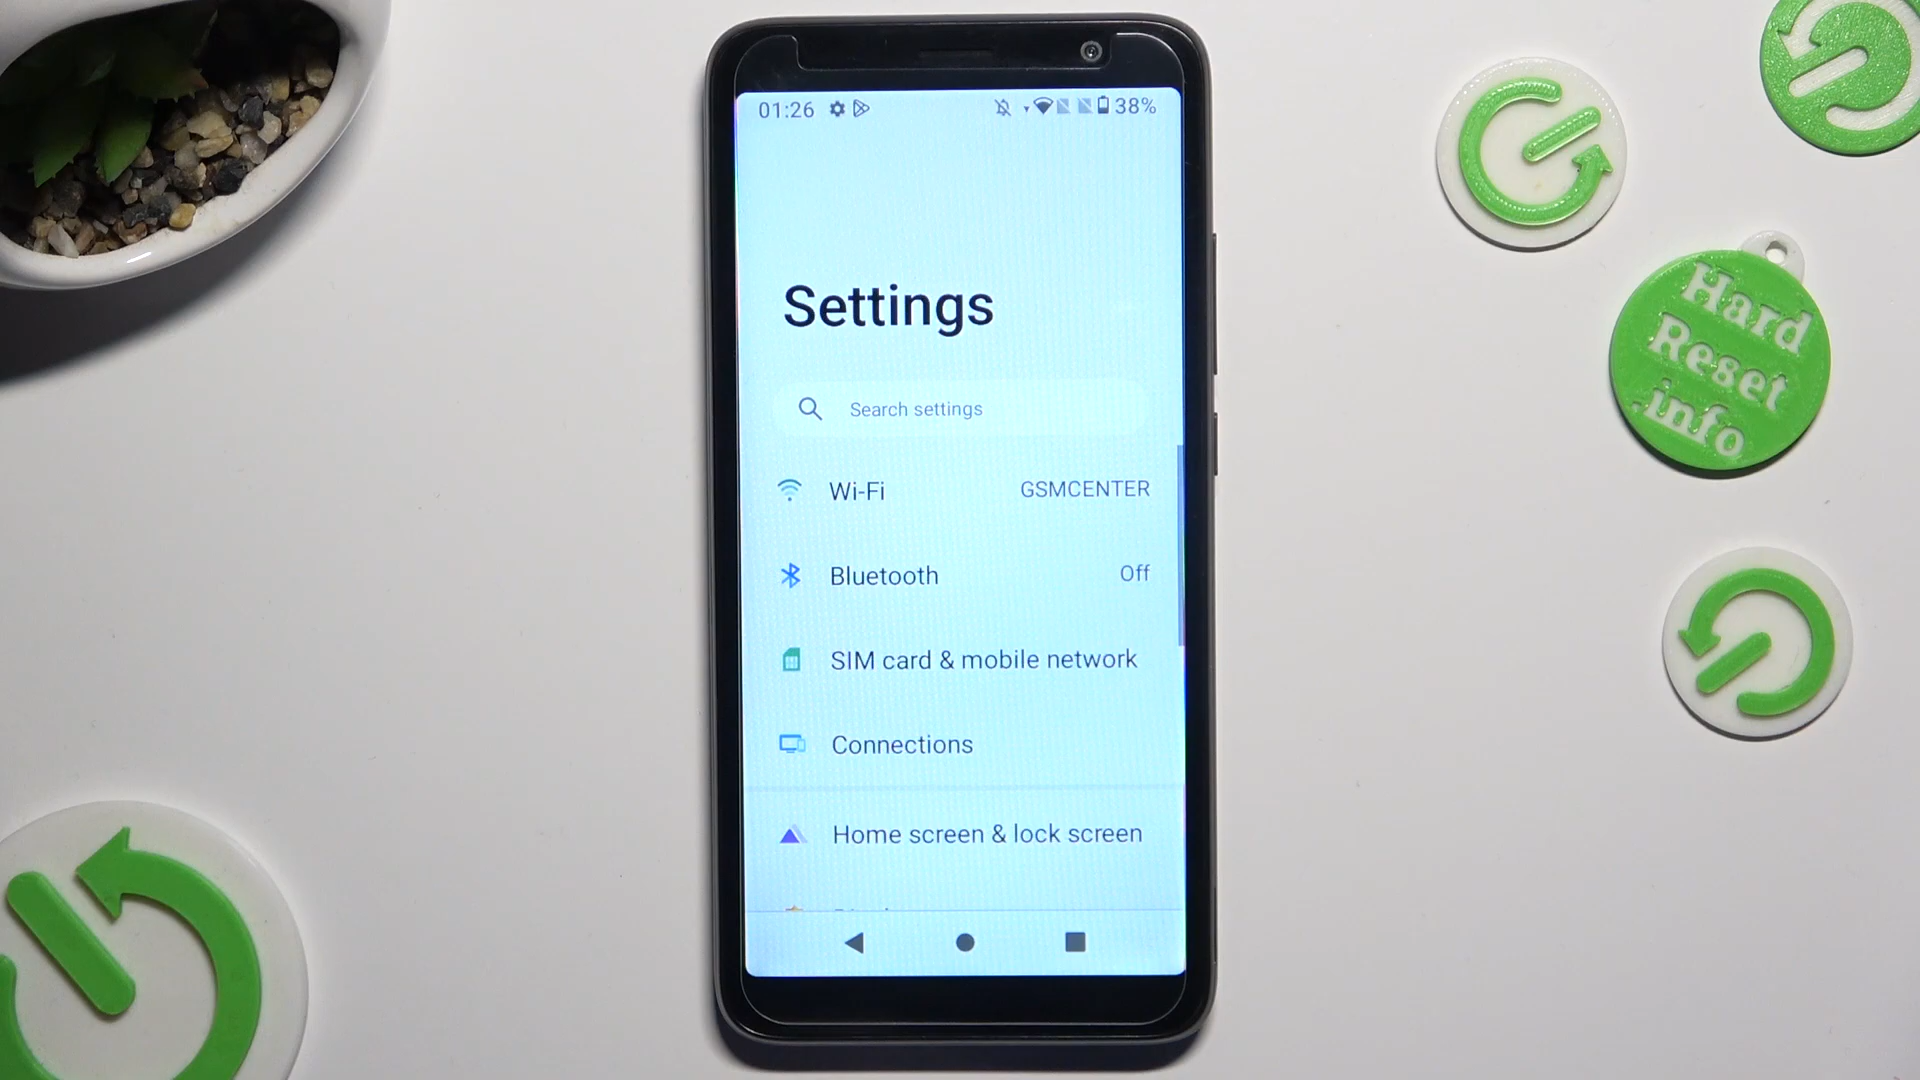 01:26 38%
Settings
Search settings
Wi-Fi GSMCENTER
Bluetooth Off
SIM card & mobile network
Connections
Home screen & lock screen
Hard
Reset
.info